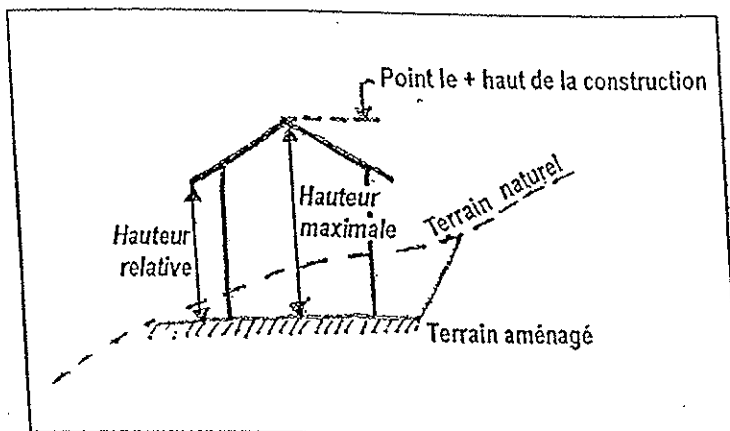 Point le + haut de la construction
Hauteur
maximale
Terrain naturel
Hauteur
relative
Terrain aménagé